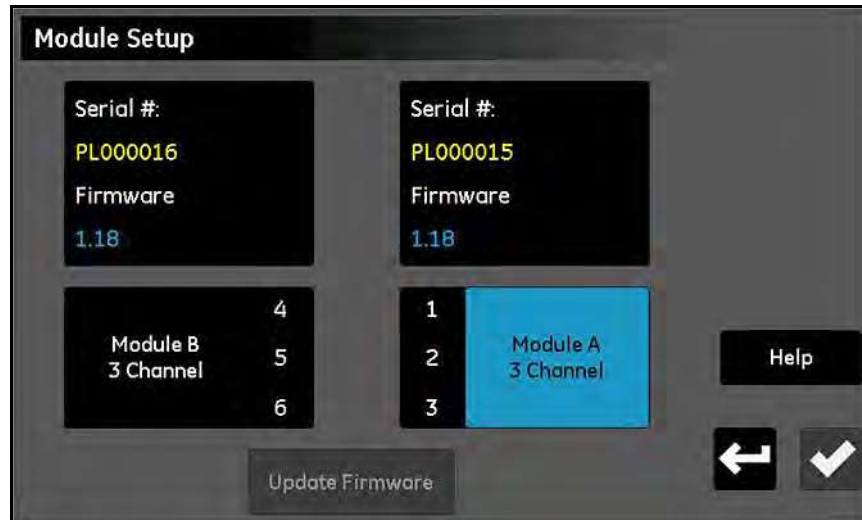 Module Setup
Serial #:
PL000016
Firmware
1.18
Serial #:
PL000015
Firmware
1.18
Module B
3 Channel
4
5
6
1
2
3
Module A
3 Channel
Help
Update Firmware